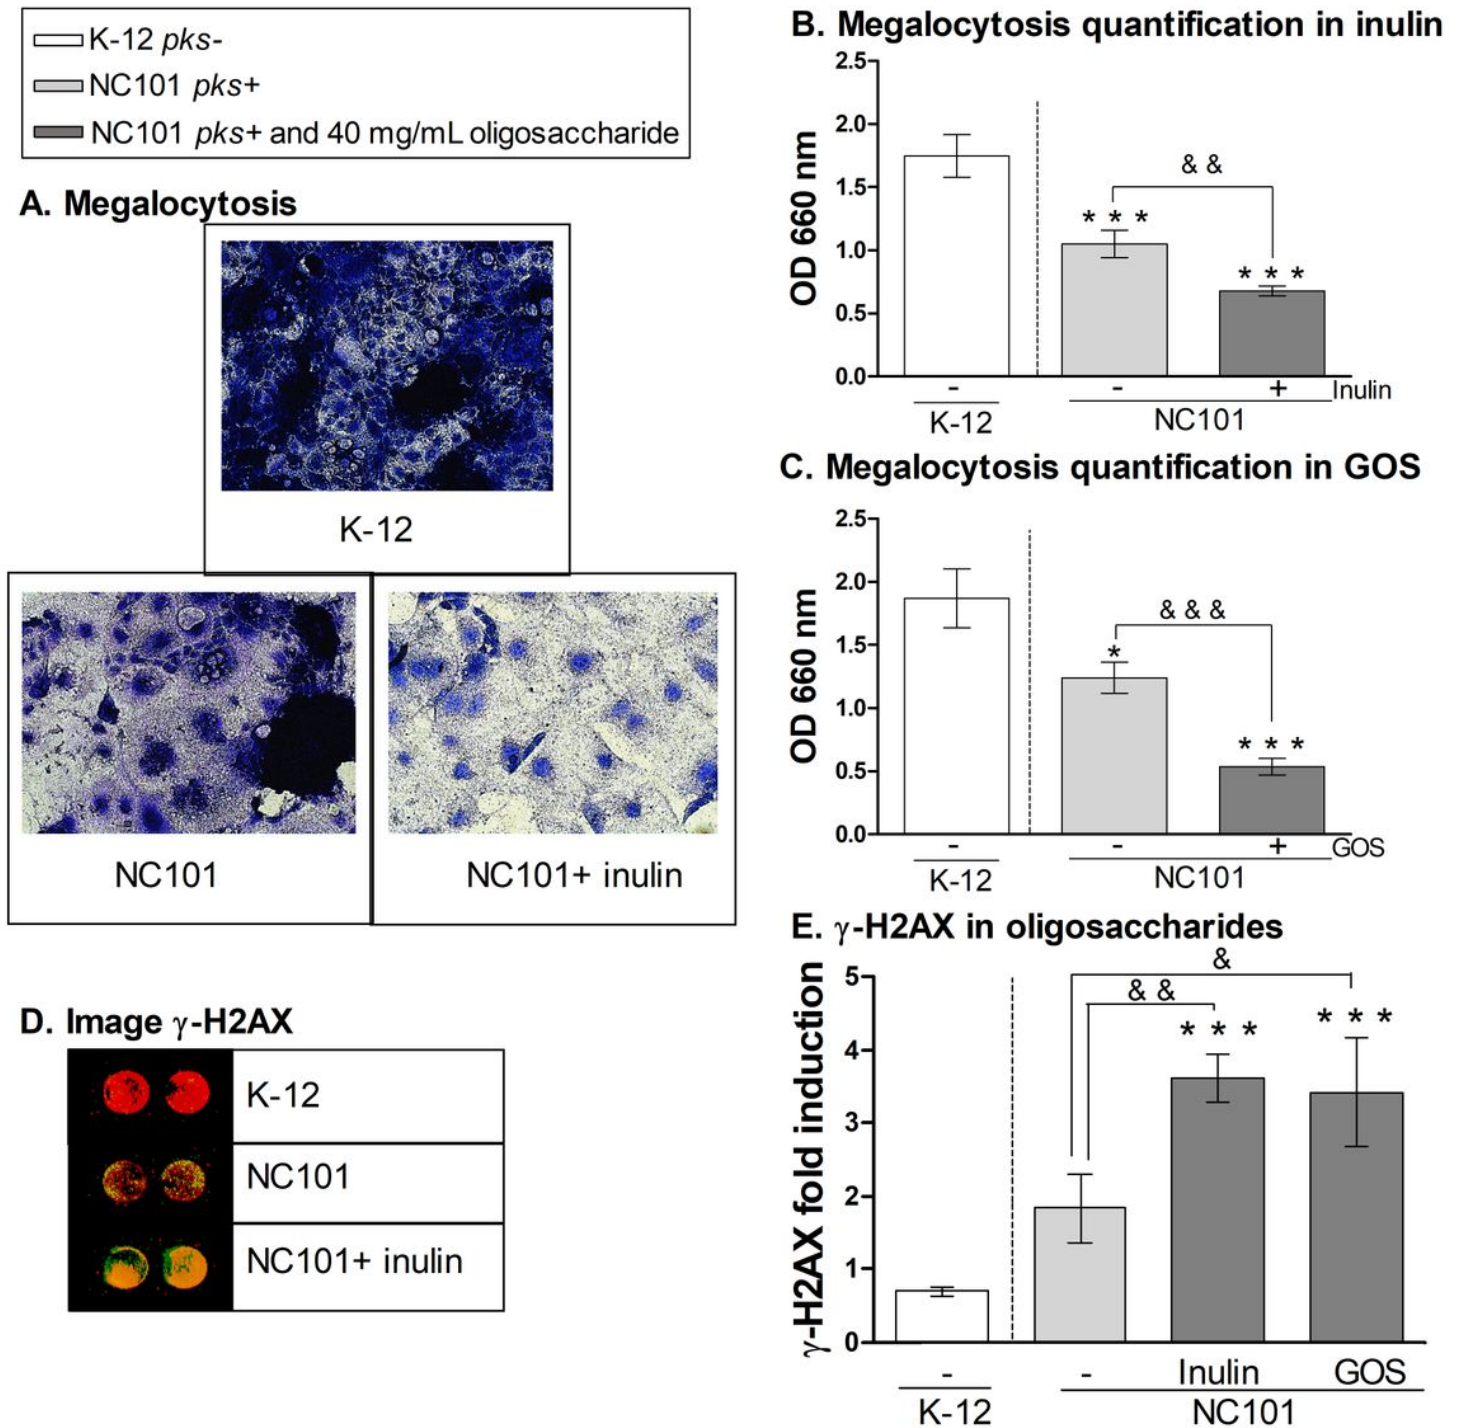 K-12 pks-
NC101 pks+
NC101 pks+ and 40 mg/mL oligosaccharide
A. Megalocytosis
K-12
NC101
NC101+ inulin
B. Megalocytosis quantification in inulin
OD 660 nm
2.5
2.0
1.5
1.0
0.5
0.0
* * *
& &
* * *
- - + Inulin
K-12 NC101
C. Megalocytosis quantification in GOS
OD 660 nm
2.5
2.0
1.5
1.0
0.5
0.0
*
& & &
* * *
- - + GOS
K-12 NC101
D. Image γ-H2AX
K-12
NC101
NC101+ inulin
E. γ-H2AX in oligosaccharides
γ-H2AX fold induction
5
4
3
2
1
0
&
& &
* * *
* * *
- - Inulin GOS
K-12 NC101